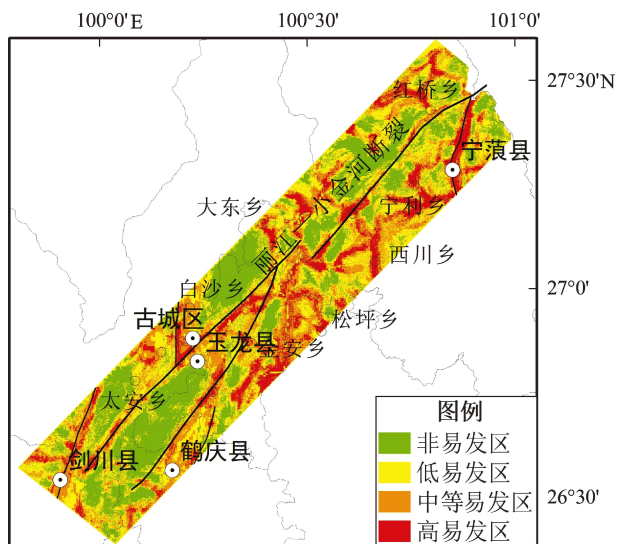 100°0′E
100°30′
101°0′
27°30′N
27°0′
26°30′
红桥乡
宁蒗县
丽江—小金河断裂
大东乡
宁利乡
西川乡
白沙乡
松坪乡
古城区
玉龙县
金安乡
太安乡
鹤庆县
剑川县
图例
非易发区
低易发区
中等易发区
高易发区